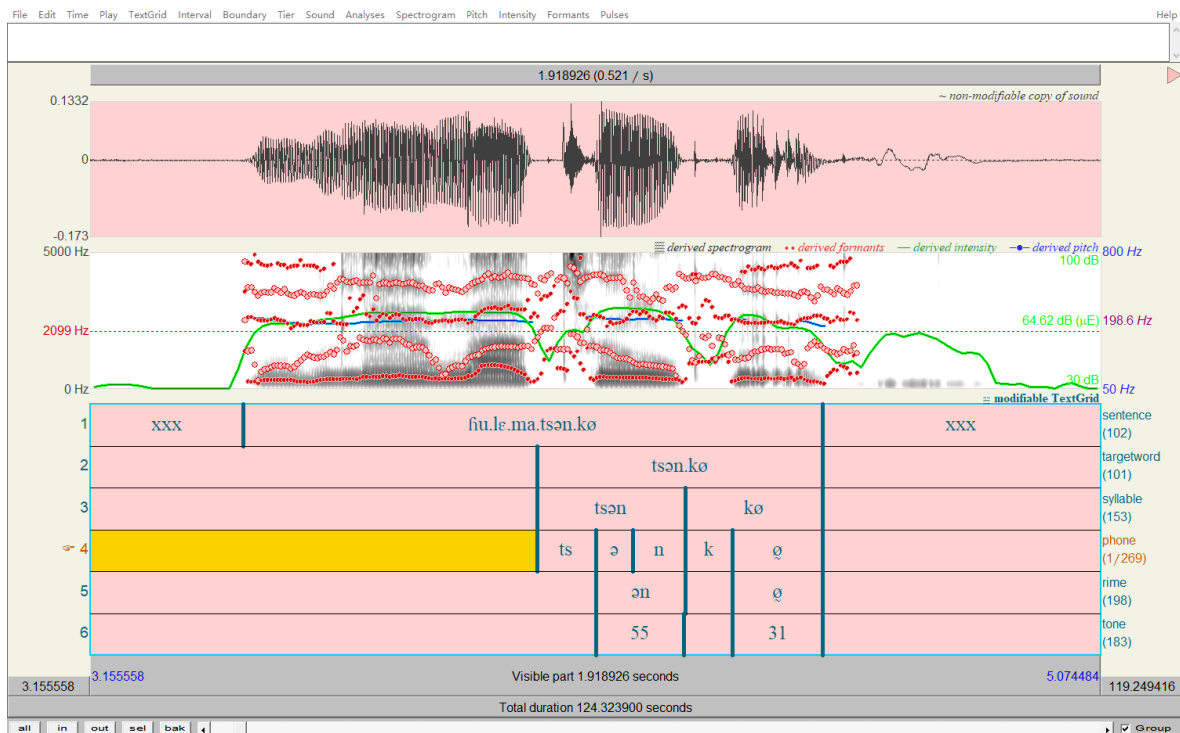 File Edit Time Play TextGrid Interval Boundary Tier Sound Analyses Spectrogram Pitch Intensity Formants Pulses Help
1.918926 (0.521 / s)
~ non-modifiable copy of sound
0.1332
0
-0.173
derived spectrogram derived formants derived intensity derived pitch
5000 Hz 800 Hz
100 dB
2099 Hz 64.62 dB (µE) 198.6 Hz
30 dB
0 Hz 50 Hz
modifiable TextGrid
1 xxx ɦu.lɛ.ma.tsən.kø xxx sentence
(102)
2 tsən.kø targetword
(101)
3 tsən kø syllable
(153)
4 ts ə n k ø̰ phone
(1/269)
5 ən ø̰ rime
(198)
6 55 31 tone
(183)
3.155558 Visible part 1.918926 seconds 5.074484
3.155558 119.249416
Total duration 124.323900 seconds
all in out sel bak Group